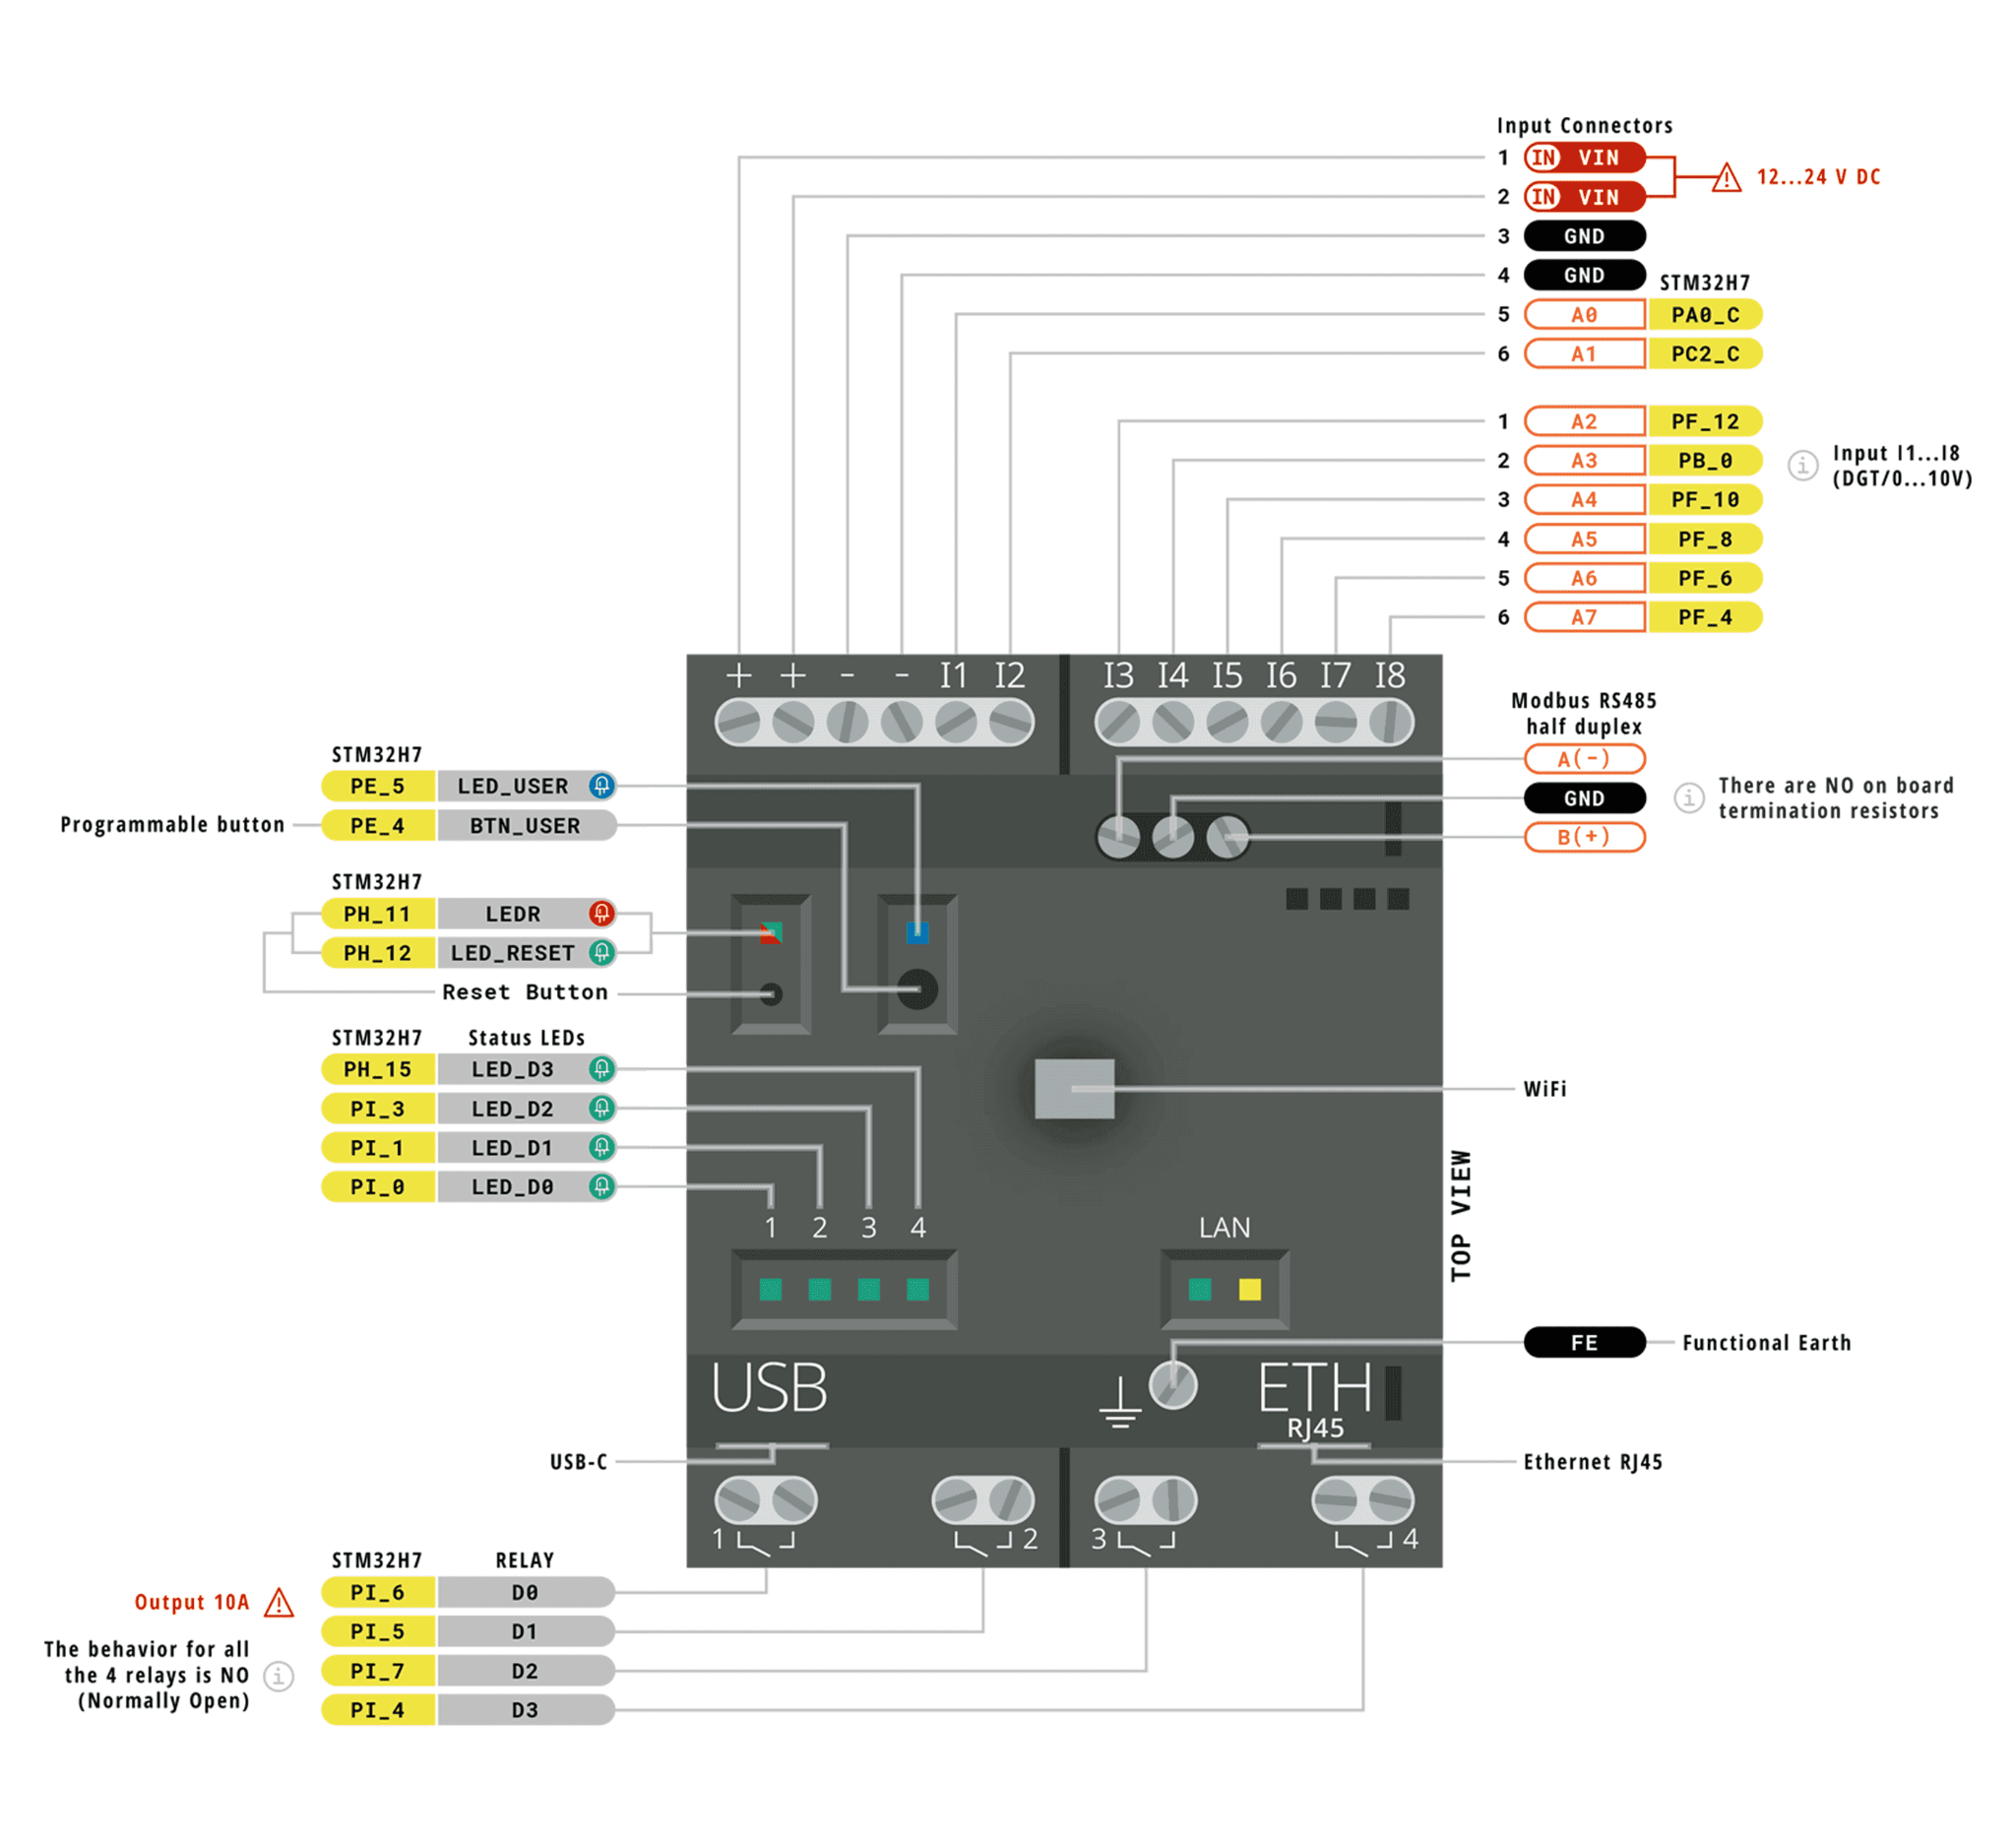 Input Connectors
1 IN VIN
12...24 V DC
2 IN VIN
3 GND
4 GND
STM32H7
5 A0 PA0_C
6 A1 PC2_C
1 A2 PF_12
2 A3 PB_0
Input I1...I8
(DGT/0...10V)
3 A4 PF_10
4 A5 PF_8
5 A6 PF_6
6 A7 PF_4
+ + - - I1 I2 I3 I4 I5 I6 I7 I8
Modbus RS485
half duplex
A(-)
GND
B(+)
There are NO on board
termination resistors
STM32H7
PE_5 LED_USER
Programmable button PE_4 BTN_USER
STM32H7
PH_11 LEDR
PH_12 LED_RESET
Reset Button
STM32H7 Status LEDs
PH_15 LED_D3
PI_3 LED_D2
PI_1 LED_D1
PI_0 LED_D0
WiFi
TOP VIEW
1 2 3 4
LAN
FE Functional Earth
USB
ETH
RJ45
USB-C
Ethernet RJ45
1 2 3 4
STM32H7 RELAY
PI_6 D0
PI_5 D1
PI_7 D2
PI_4 D3
Output 10A
The behavior for all
the 4 relays is NO
(Normally Open)